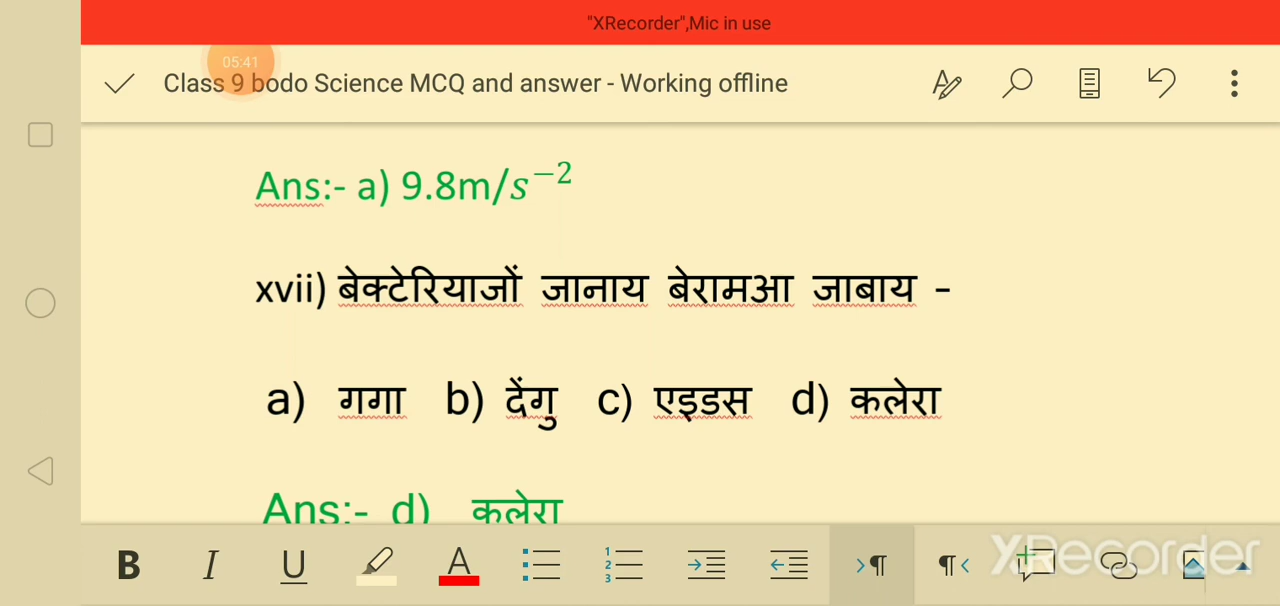 "XRecorder",Mic in use
05:41
Class 9 bodo Science MCQ and answer - Working offline
Ans:- a) 9.8m/s⁻²
xvii) बेक्टेरियाजों जानाय बेरामआ जाबाय -
a) गगा b) देंगु c) एइडस d) कलेरा
Ans:- d) कलेरा
B I U A
XRecorder